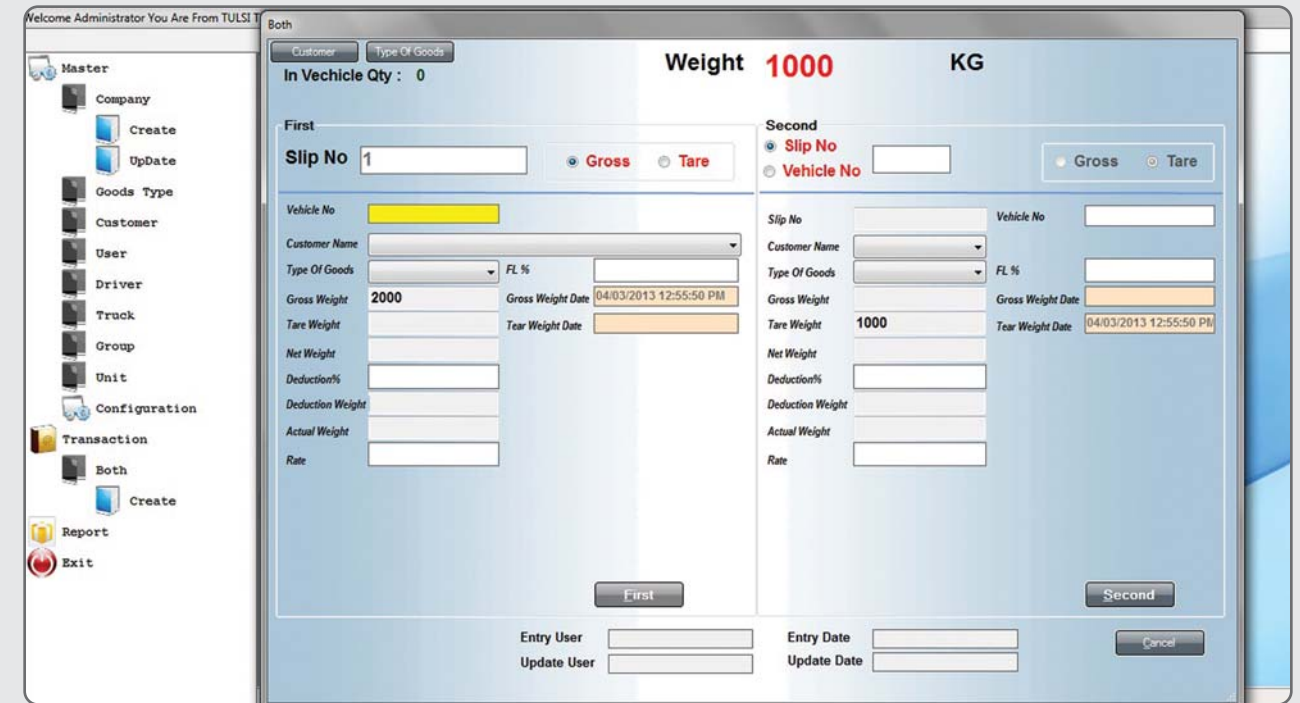 Welcome Administrator You Are From TULSI T
Master
Company
Create
UpDate
Goods Type
Customer
User
Driver
Truck
Group
Unit
Configuration
Transaction
Both
Create
Report
Exit
Both
Customer Type Of Goods
In Vechicle Qty : 0
Weight 1000 KG
First
Slip No 1 Gross Tare
Vehicle No
Customer Name
Type Of Goods FL %
Gross Weight 2000 Gross Weight Date 04/03/2013 12:55:50 PM
Tare Weight Tear Weight Date
Net Weight
Deduction%
Deduction Weight
Actual Weight
Rate
First
Second
Slip No
Vehicle No
Gross Tare
Slip No Vehicle No
Customer Name
Type Of Goods FL %
Gross Weight Gross Weight Date
Tare Weight 1000 Tear Weight Date 04/03/2013 12:55:50 PM
Net Weight
Deduction%
Deduction Weight
Actual Weight
Rate
Second
Entry User Entry Date
Update User Update Date
Cancel